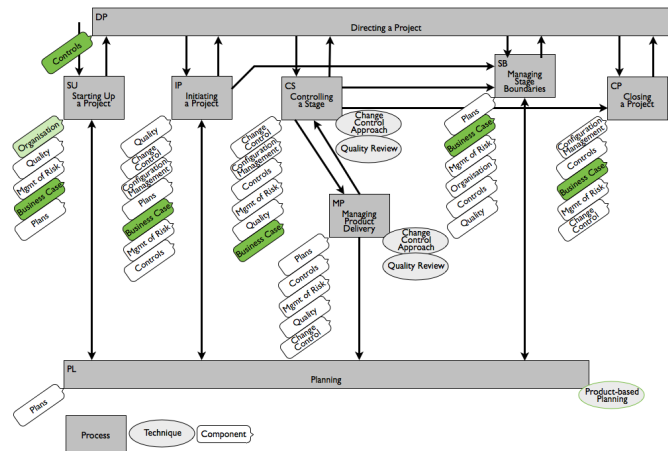 DP
Directing a Project
Controls
SU
Starting Up
a Project
IP
Initiating
a Project
CS
Controlling
a Stage
SB
Managing
Stage
Boundaries
CP
Closing
a Project
Organisation
Quality
Mgmt of Risk
Business Case
Plans
Quality
Change
Control
Configuration
Management
Plans
Business Case
Mgmt of Risk
Controls
Change
Control
Configuration
Management
Controls
Mgmt of Risk
Quality
Business Case
Change
Control
Approach
Quality Review
MP
Managing
Product
Delivery
Change
Control
Approach
Quality Review
Plans
Controls
Mgmt of Risk
Quality
Change
Control
Plans
Business Case
Mgmt of Risk
Organisation
Controls
Quality
Configuration
Management
Controls
Business Case
Mgmt of Risk
Change
Control
PL
Planning
Plans
Product-based
Planning
Process
Technique
Component